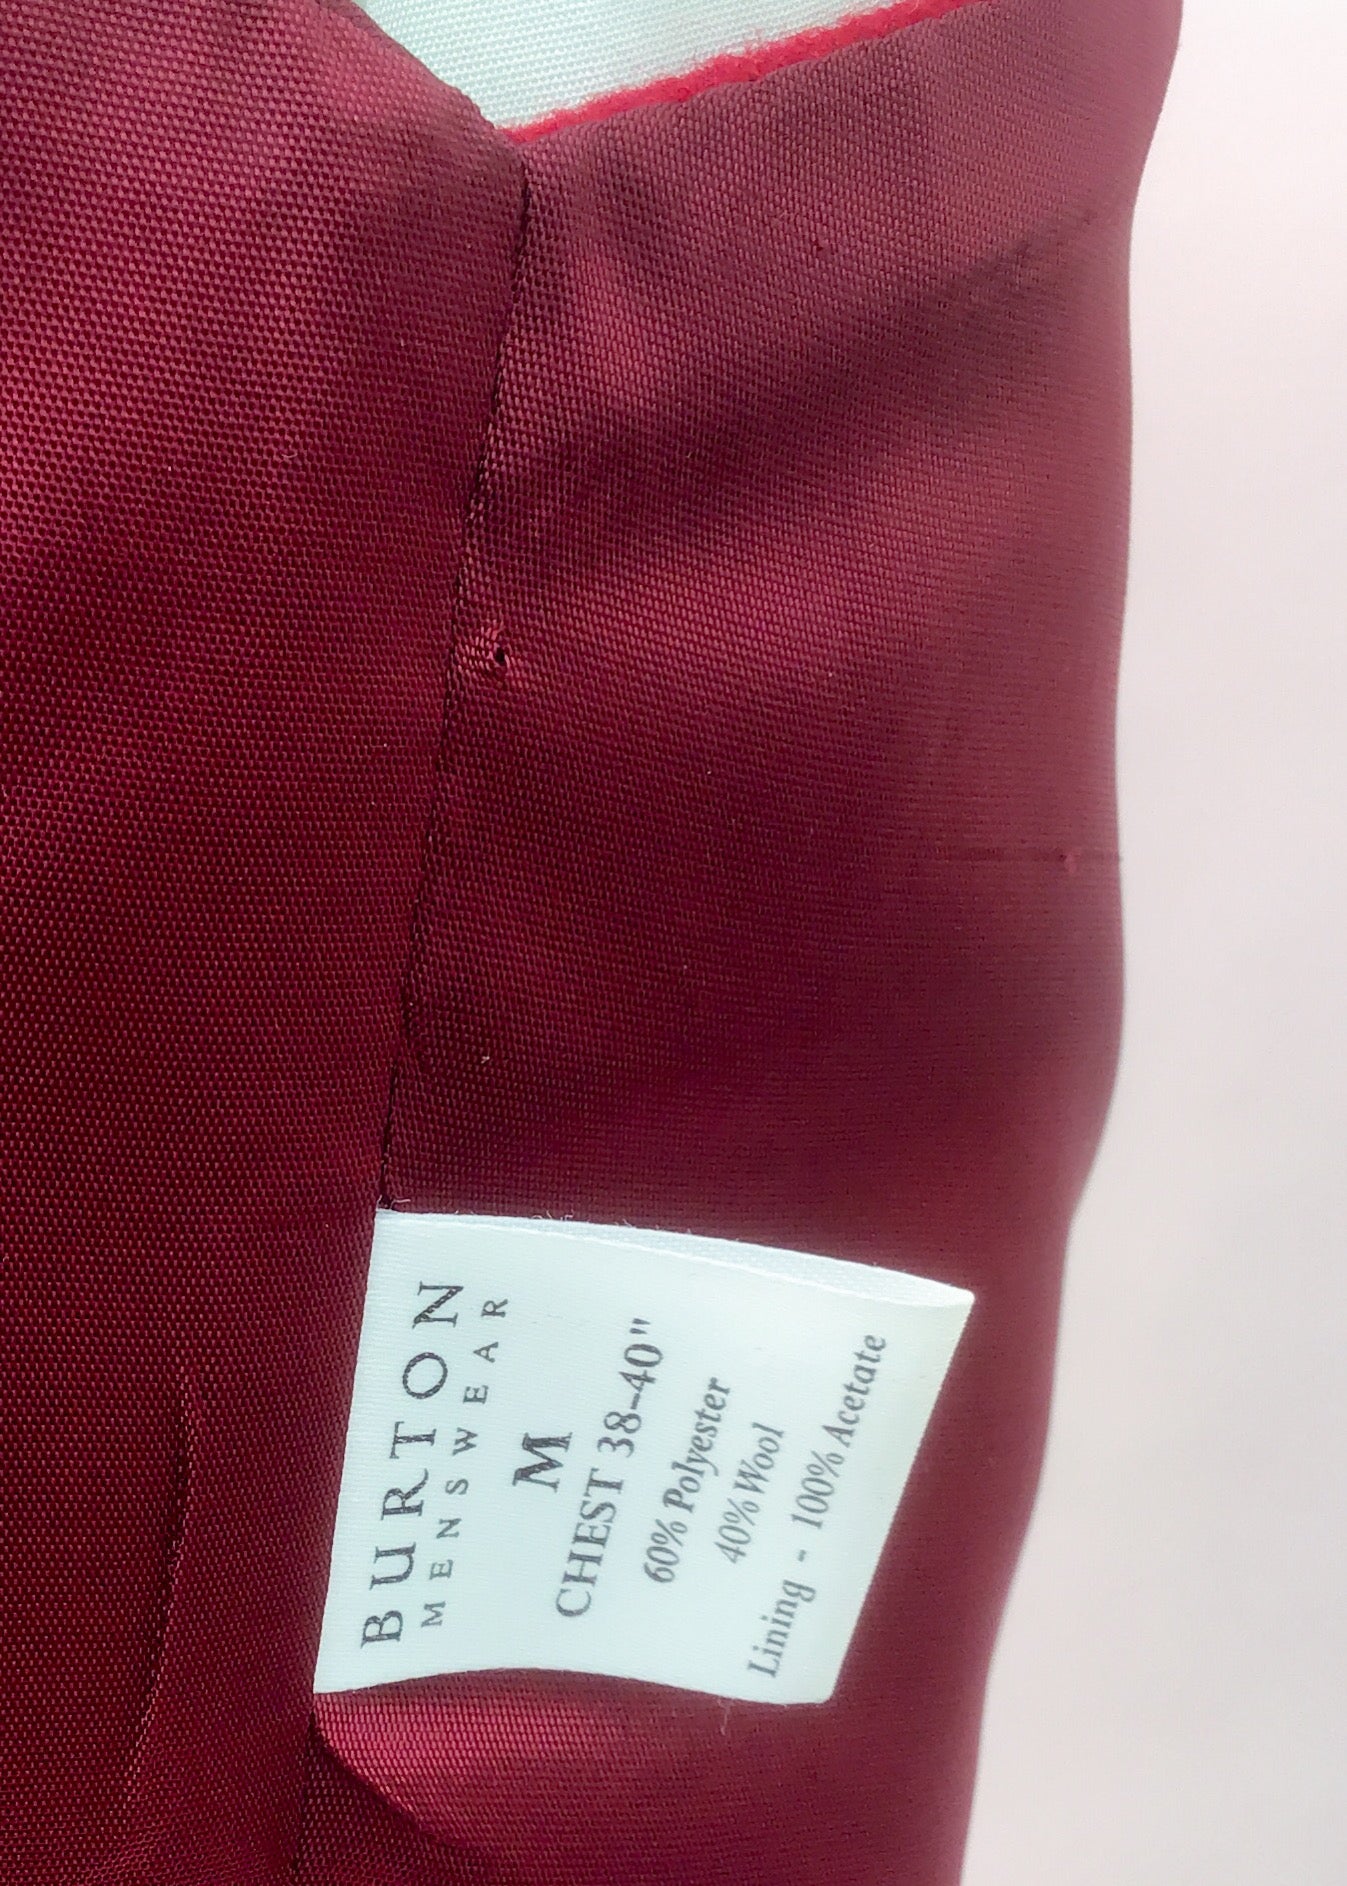 BURTON
MENSWEAR
M
CHEST 38-40"
60% Polyester
40% Wool
Lining - 100% Acetate